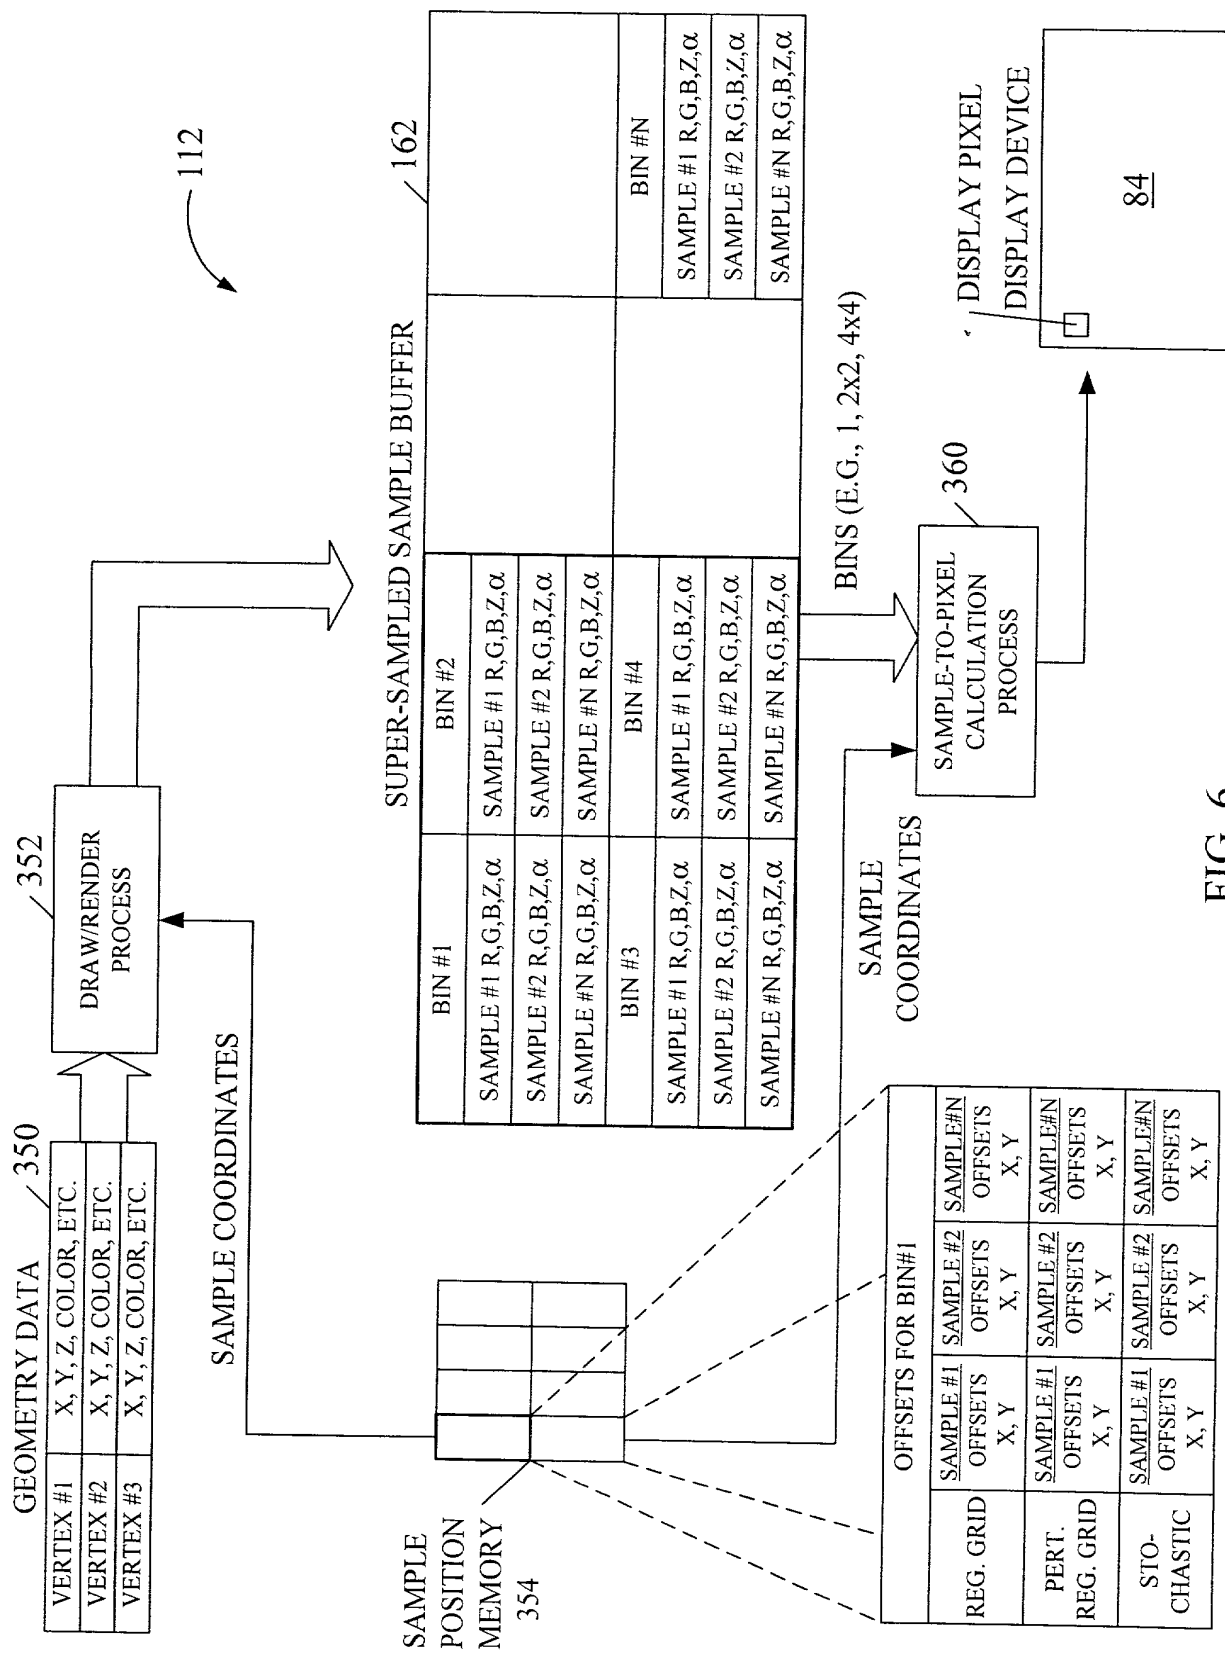 112
GEOMETRY DATA
350
VERTEX #1 X, Y, Z, COLOR, ETC.
VERTEX #2 X, Y, Z, COLOR, ETC.
VERTEX #3 X, Y, Z, COLOR, ETC.
352
DRAW/RENDER
PROCESS
SAMPLE COORDINATES
SUPER-SAMPLED SAMPLE BUFFER
162
BIN #1 BIN #2
SAMPLE #1 R,G,B,Z,α SAMPLE #1 R,G,B,Z,α
SAMPLE #2 R,G,B,Z,α SAMPLE #2 R,G,B,Z,α
SAMPLE #N R,G,B,Z,α SAMPLE #N R,G,B,Z,α
BIN #3 BIN #4 BIN #N
SAMPLE #1 R,G,B,Z,α SAMPLE #1 R,G,B,Z,α SAMPLE #1 R,G,B,Z,α
SAMPLE #2 R,G,B,Z,α SAMPLE #2 R,G,B,Z,α SAMPLE #2 R,G,B,Z,α
SAMPLE #N R,G,B,Z,α SAMPLE #N R,G,B,Z,α SAMPLE #N R,G,B,Z,α
SAMPLE
POSITION
MEMORY
354
BINS (E.G., 1, 2x2, 4x4)
SAMPLE
COORDINATES
360
SAMPLE-TO-PIXEL
CALCULATION
PROCESS
DISPLAY PIXEL
DISPLAY DEVICE
84
OFFSETS FOR BIN#1
REG. GRID
SAMPLE #1
OFFSETS
X, Y
SAMPLE #2
OFFSETS
X, Y
SAMPLE#N
OFFSETS
X, Y
PERT.
REG. GRID
SAMPLE #1
OFFSETS
X, Y
SAMPLE #2
OFFSETS
X, Y
SAMPLE#N
OFFSETS
X, Y
STO-
CHASTIC
SAMPLE #1
OFFSETS
X, Y
SAMPLE #2
OFFSETS
X, Y
SAMPLE#N
OFFSETS
X, Y
FIG. 6